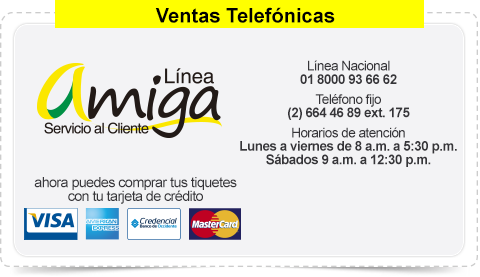 Ventas Telefónicas
Línea
Amiga
Servicio al Cliente
ahora puedes comprar tus tiquetes
con tu tarjeta de crédito
VISA
AMERICAN
EXPRESS
Credencial
Banco de Occidente
MasterCard
Línea Nacional
01 8000 93 66 62
Teléfono fijo
(2) 664 46 89 ext. 175
Horarios de atención
Lunes a viernes de 8 a.m. a 5:30 p.m.
Sábados 9 a.m. a 12:30 p.m.